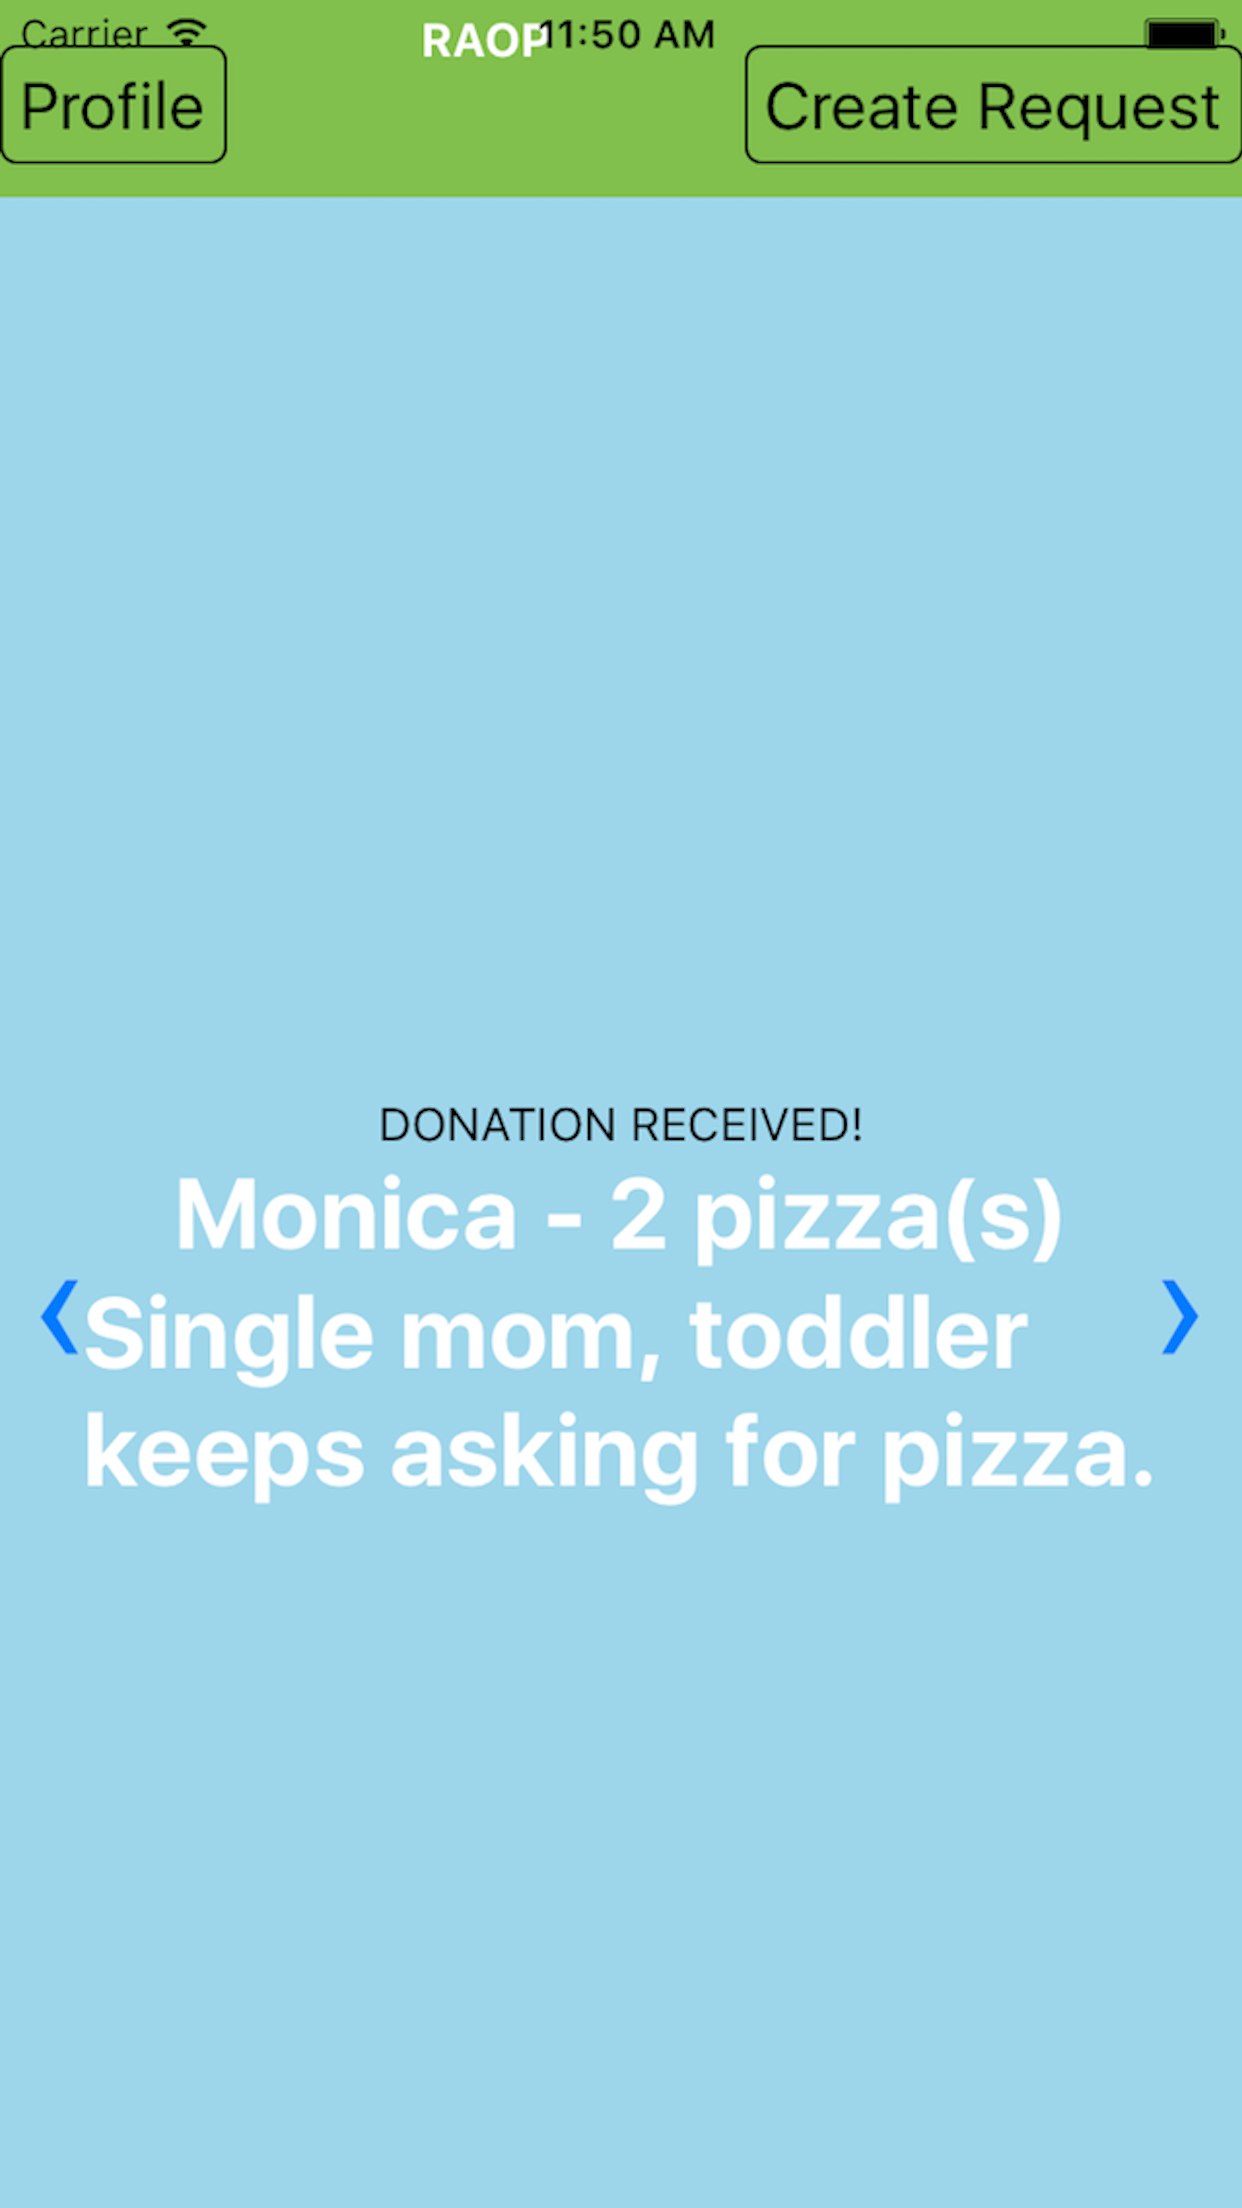 Carrier
RAOP
11:50 AM
Profile
Create Request
DONATION RECEIVED!
Monica - 2 pizza(s)
Single mom, toddler
keeps asking for pizza.